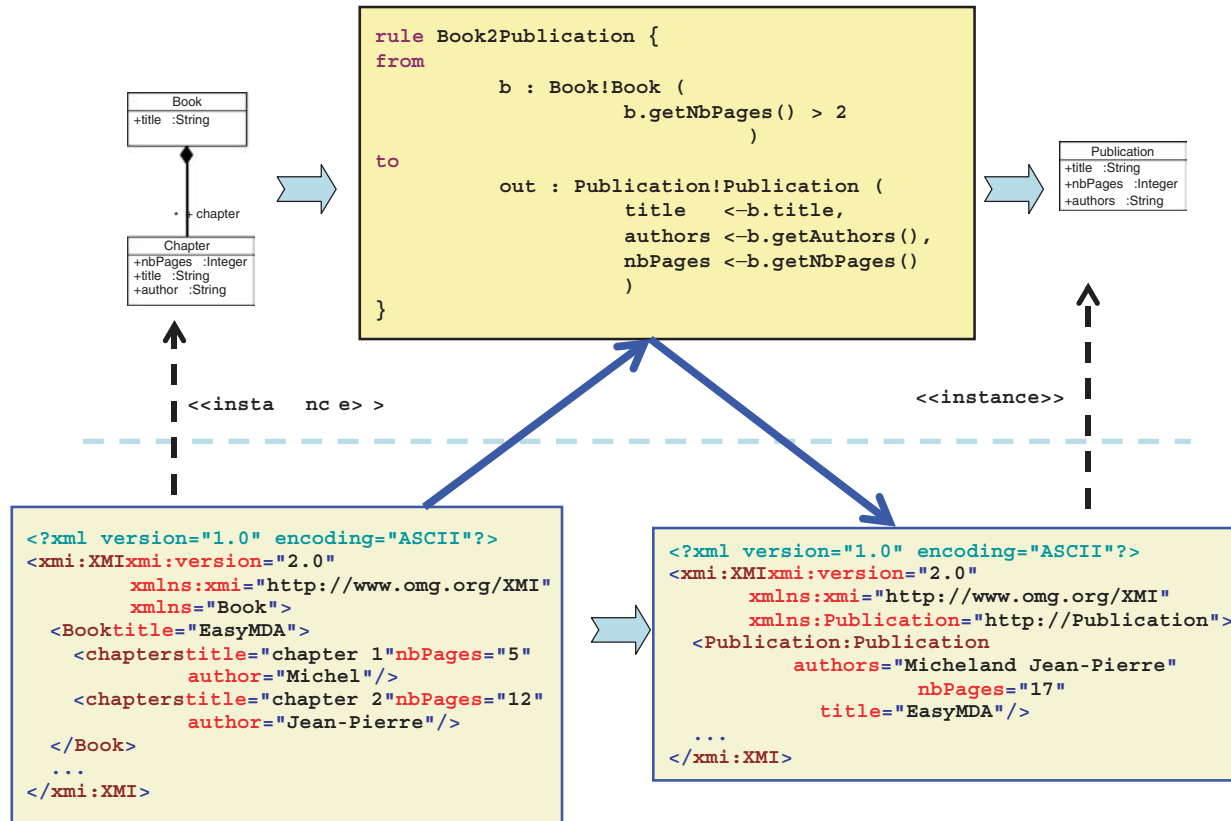 rule Book2Publication {
from
b : Book!Book (
b.getNbPages() > 2
)
to
out : Publication!Publication (
title <–b.title,
authors <–b.getAuthors(),
nbPages <–b.getNbPages()
)
}
Book
+title :String
* + chapter
Chapter
+nbPages :Integer
+title :String
+author :String
Publication
+title :String
+nbPages :Integer
+authors :String
<<insta nc e> >
<<instance>>
<?xml version="1.0" encoding="ASCII"?>
<xmi:XMIxmi:version="2.0"
xmlns:xmi="http://www.omg.org/XMI"
xmlns="Book">
<Booktitle="EasyMDA">
<chapterstitle="chapter 1"nbPages="5"
author="Michel"/>
<chapterstitle="chapter 2"nbPages="12"
author="Jean-Pierre"/>
</Book>
...
</xmi:XMI>
<?xml version="1.0" encoding="ASCII"?>
<xmi:XMIxmi:version="2.0"
xmlns:xmi="http://www.omg.org/XMI"
xmlns:Publication="http://Publication">
<Publication:Publication
authors="Micheland Jean-Pierre"
nbPages="17"
title="EasyMDA"/>
...
</xmi:XMI>